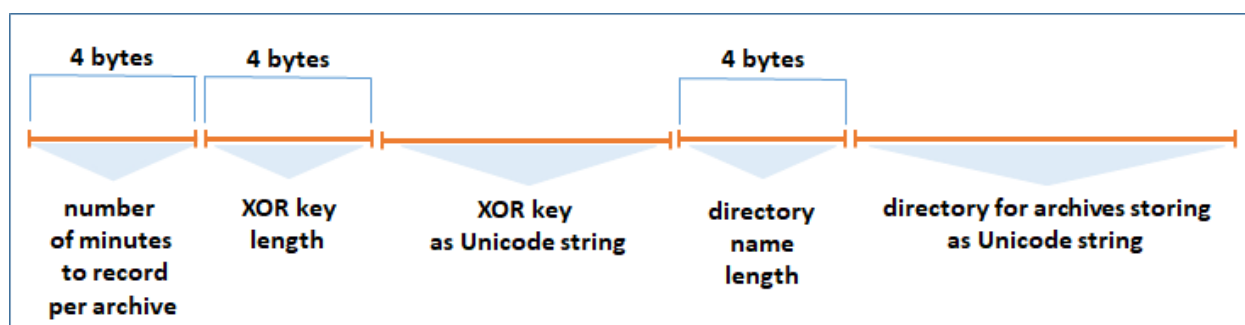 4 bytes
4 bytes
4 bytes
number
of minutes
to record
per archive
XOR key
length
XOR key
as Unicode string
directory
name
length
directory for archives storing
as Unicode string